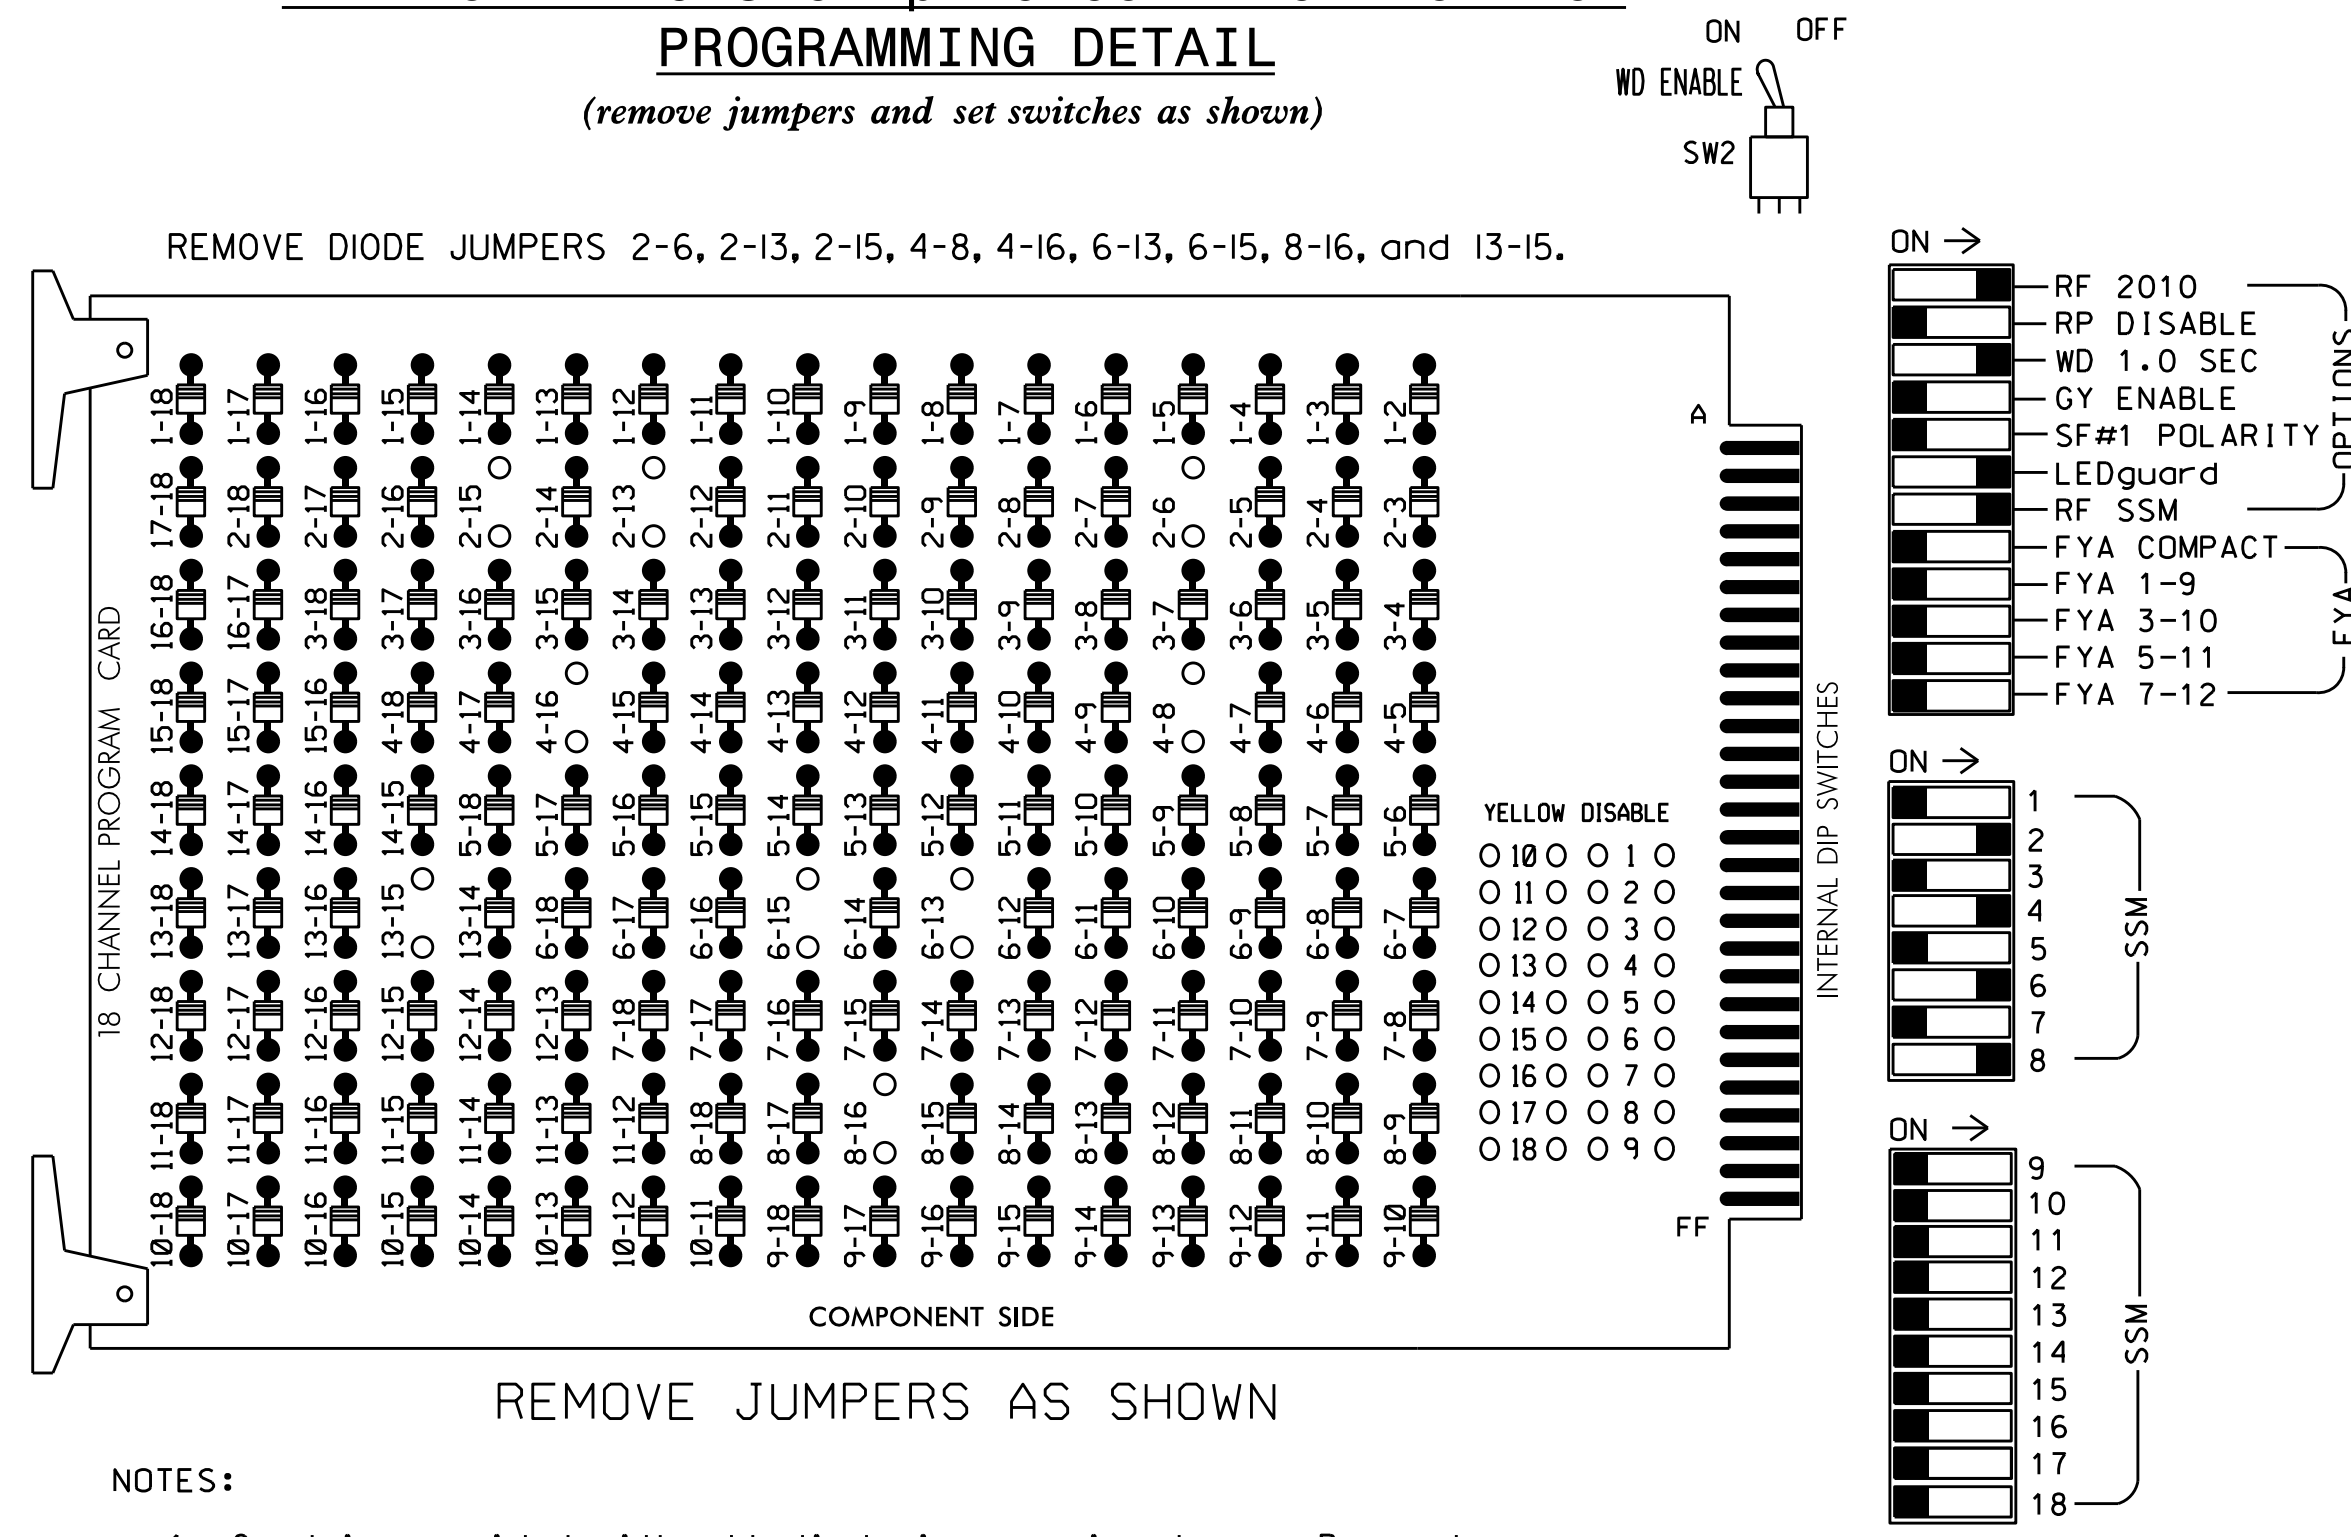 PROGRAMMING DETAIL
(remove jumpers and set switches as shown)
ON OFF
WD ENABLE
SW2
REMOVE DIODE JUMPERS 2-6, 2-13, 2-15, 4-8, 4-16, 6-13, 6-15, 8-16, and 13-15.
18 CHANNEL PROGRAM CARD
1-18 1-17 1-16 1-15 1-14 1-13 1-12 1-11 1-10 1-9 1-8 1-7 1-6 1-5 1-4 1-3 1-2
17-18 2-18 2-17 2-16 2-15 2-14 2-13 2-12 2-11 2-10 2-9 2-8 2-7 2-6 2-5 2-4 2-3
16-18 16-17 3-18 3-17 3-16 3-15 3-14 3-13 3-12 3-11 3-10 3-9 3-8 3-7 3-6 3-5 3-4
15-18 15-17 15-16 4-18 4-17 4-16 4-15 4-14 4-13 4-12 4-11 4-10 4-9 4-8 4-7 4-6 4-5
14-18 14-17 14-16 14-15 5-18 5-17 5-16 5-15 5-14 5-13 5-12 5-11 5-10 5-9 5-8 5-7 5-6
13-18 13-17 13-16 13-15 13-14 6-18 6-17 6-16 6-15 6-14 6-13 6-12 6-11 6-10 6-9 6-8 6-7
12-18 12-17 12-16 12-15 12-14 12-13 7-18 7-17 7-16 7-15 7-14 7-13 7-12 7-11 7-10 7-9 7-8
11-18 11-17 11-16 11-15 11-14 11-13 11-12 8-18 8-17 8-16 8-15 8-14 8-13 8-12 8-11 8-10 8-9
10-18 10-17 10-16 10-15 10-14 10-13 10-12 10-11 9-18 9-17 9-16 9-15 9-14 9-13 9-12 9-11 9-10
A
YELLOW DISABLE
10 1
11 2
12 3
13 4
14 5
15 6
16 7
17 8
18 9
FF
COMPONENT SIDE
INTERNAL DIP SWITCHES
ON
RF 2010
RP DISABLE
WD 1.0 SEC
GY ENABLE
SF#1 POLARITY
LEDguard
RF SSM
OPTIONS
FYA COMPACT
FYA 1-9
FYA 3-10
FYA 5-11
FYA 7-12
FYA
ON
1
2
3
4
5
6
7
8
SSM
ON
9
10
11
12
13
14
15
16
17
18
SSM
REMOVE JUMPERS AS SHOWN
NOTES: